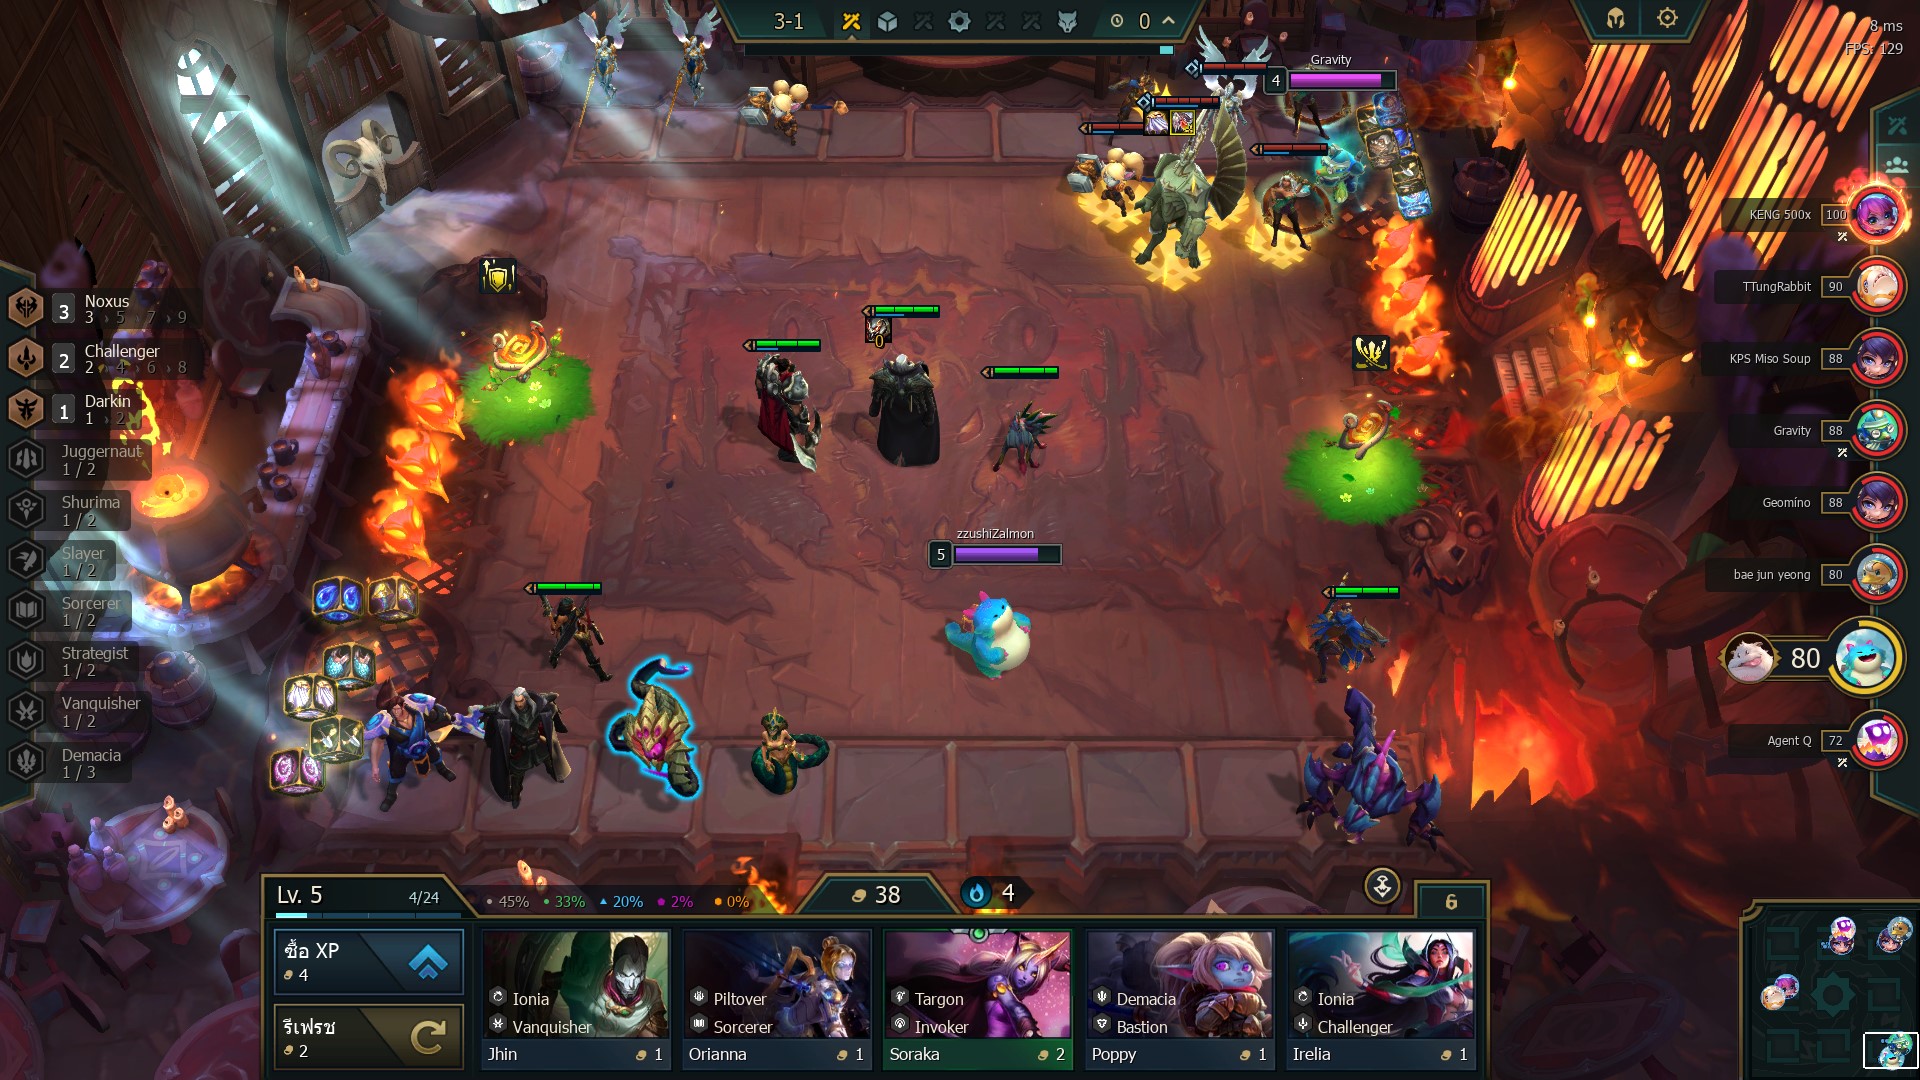 3-1
0
8 ms
FPS: 129
Gravity
4
KENG 500x
100
TTungRabbit
90
KPS Miso Soup
88
Gravity
88
Geomíno
88
bae jun yeong
80
80
Agent Q
72
3
Noxus
3 › 5 › 7 › 9
2
Challenger
2 › 4 › 6 › 8
1
Darkin
1 › 2
Juggernaut
1 / 2
Shurima
1 / 2
Slayer
1 / 2
Sorcerer
1 / 2
Strategist
1 / 2
Vanquisher
1 / 2
Demacia
1 / 3
0
zzushiZalmon
5
Lv. 5
4/24
45%
33%
20%
2%
0%
38
4
6
ซื้อ XP
4
รีเฟรช
2
Ionia
Vanquisher
Jhin
1
Piltover
Sorcerer
Orianna
1
Targon
Invoker
Soraka
2
Demacia
Bastion
Poppy
1
Ionia
Challenger
Irelia
1